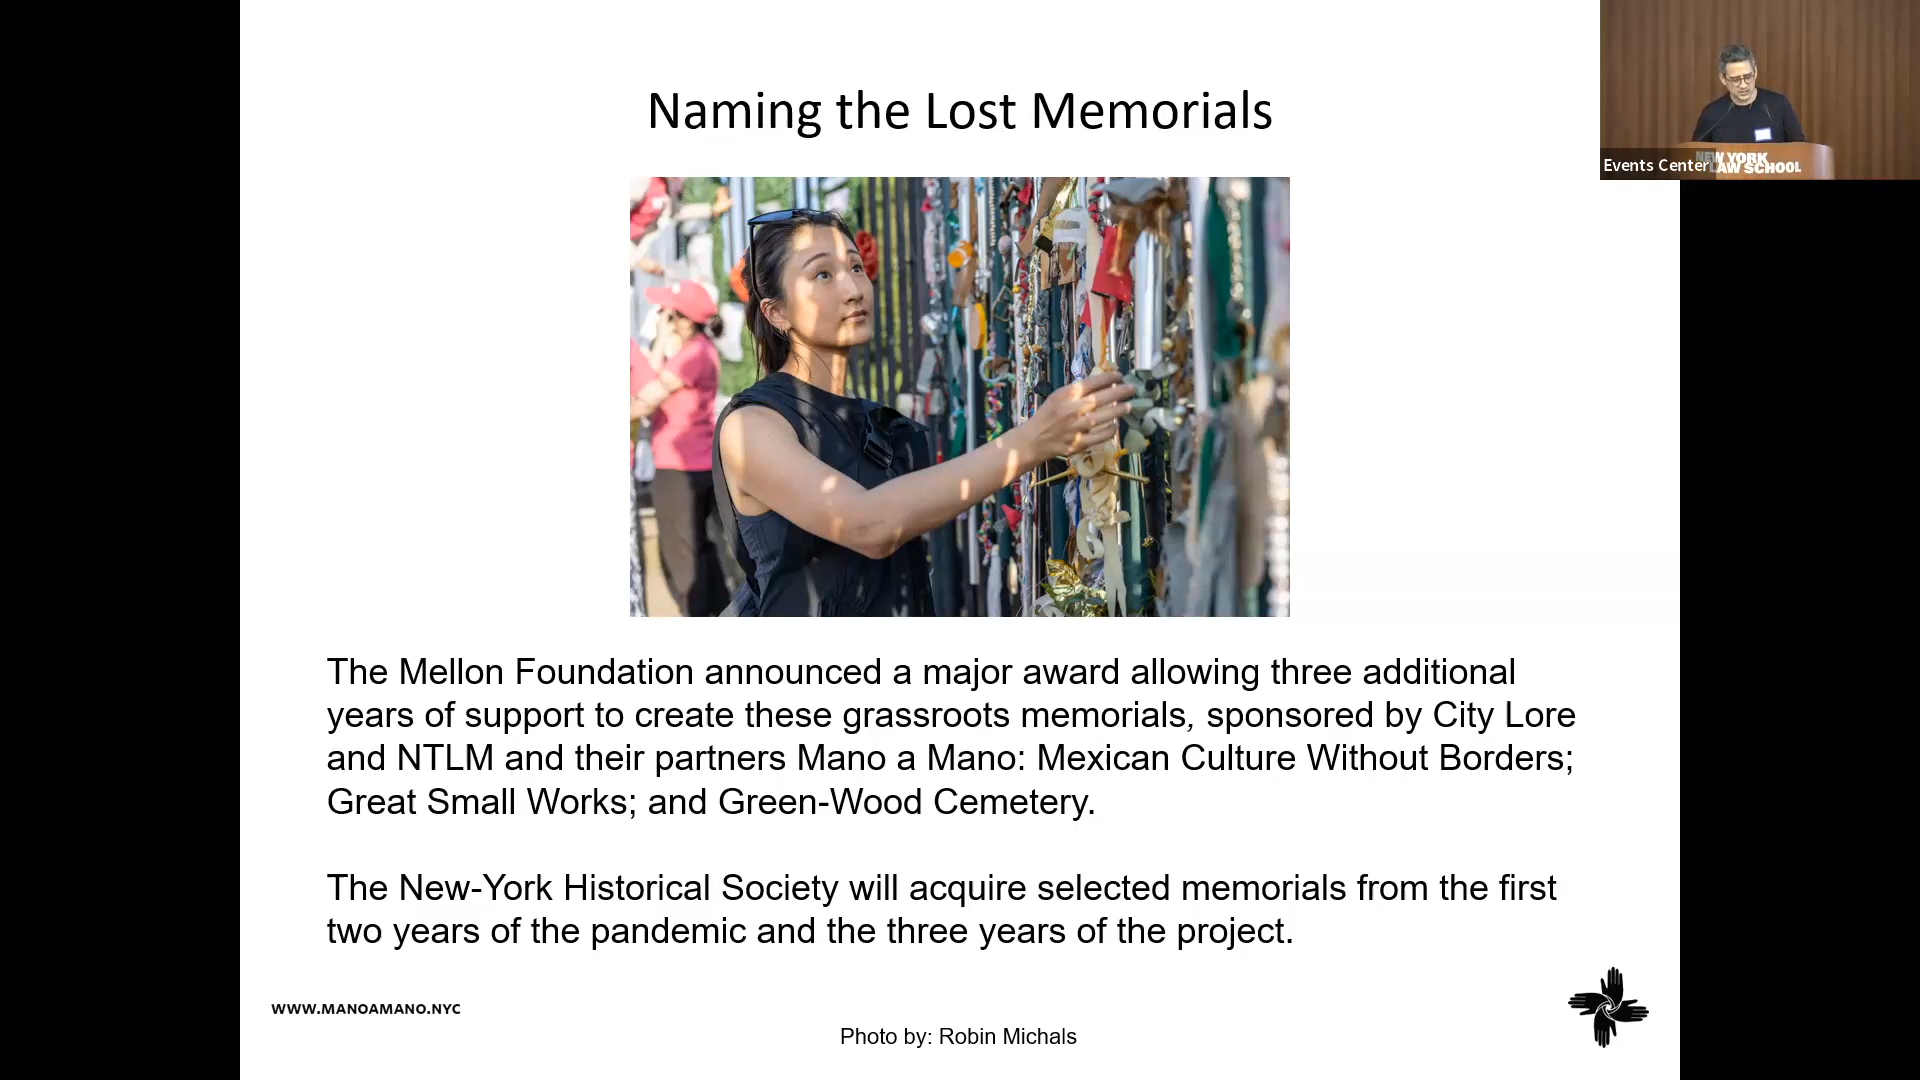 Naming the Lost Memorials
Events Center
NEW YORK
LAW SCHOOL
The Mellon Foundation announced a major award allowing three additional
years of support to create these grassroots memorials, sponsored by City Lore
and NTLM and their partners Mano a Mano: Mexican Culture Without Borders;
Great Small Works; and Green-Wood Cemetery.
The New-York Historical Society will acquire selected memorials from the first
two years of the pandemic and the three years of the project.
WWW.MANOAMANO.NYC
Photo by: Robin Michals